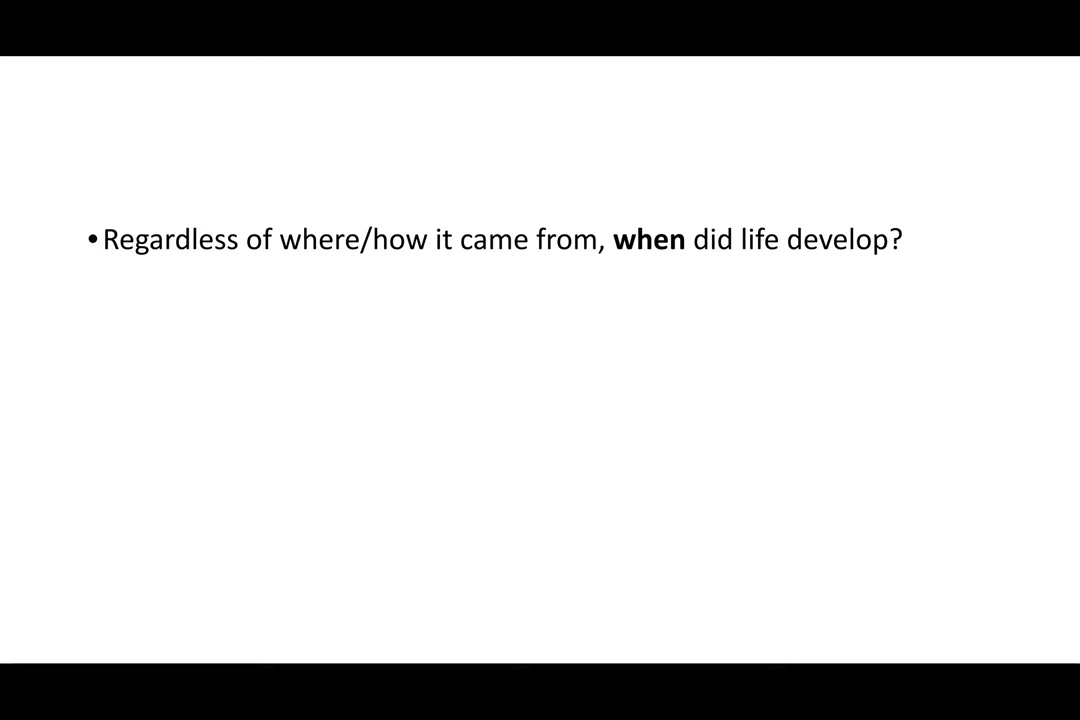 •Regardless of where/how it came from, when did life develop?